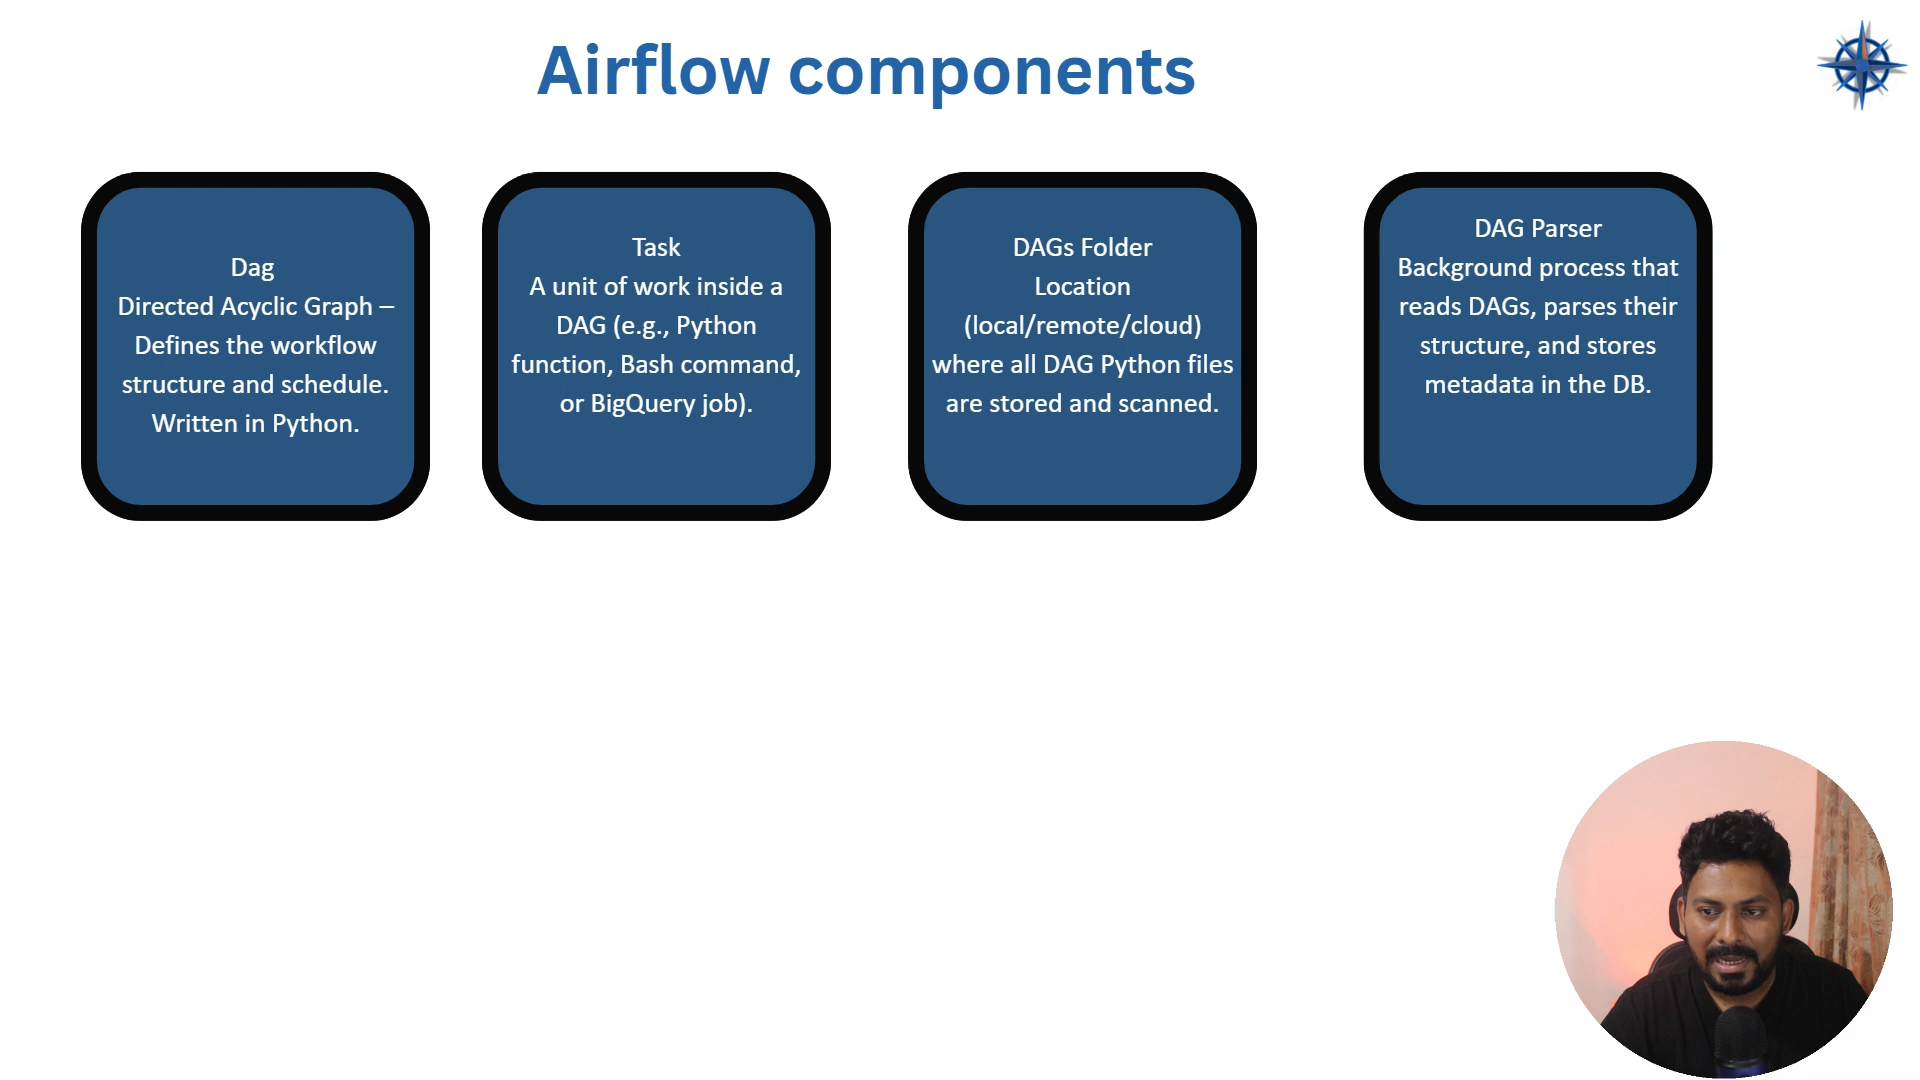 Airflow components
Dag
Directed Acyclic Graph –
Defines the workflow
structure and schedule.
Written in Python.
Task
A unit of work inside a
DAG (e.g., Python
function, Bash command,
or BigQuery job).
DAGs Folder
Location
(local/remote/cloud)
where all DAG Python files
are stored and scanned.
DAG Parser
Background process that
reads DAGs, parses their
structure, and stores
metadata in the DB.